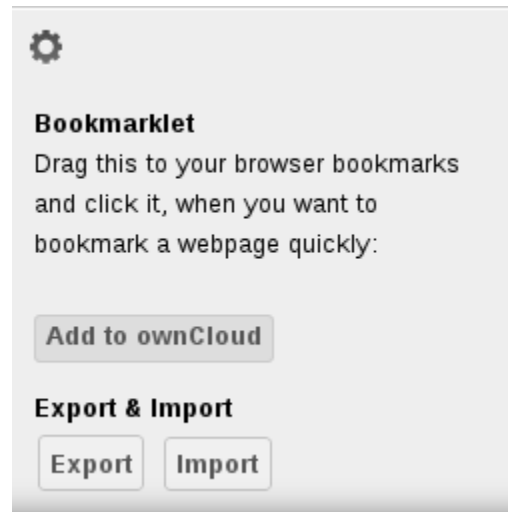 Bookmarklet
Drag this to your browser bookmarks
and click it, when you want to
bookmark a webpage quickly:
Add to ownCloud
Export & Import
Export Import